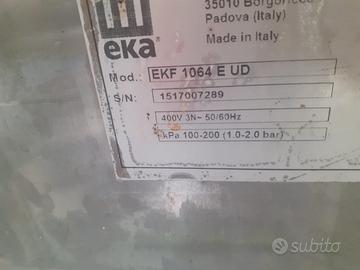 35010 Borgoricco
Padova (Italy)
Made in Italy
eka
Mod.: EKF 1064 E UD
S/N: 1517007289
400V 3N~ 50/60Hz
kPa 100-200 (1.0-2.0 bar)
subito